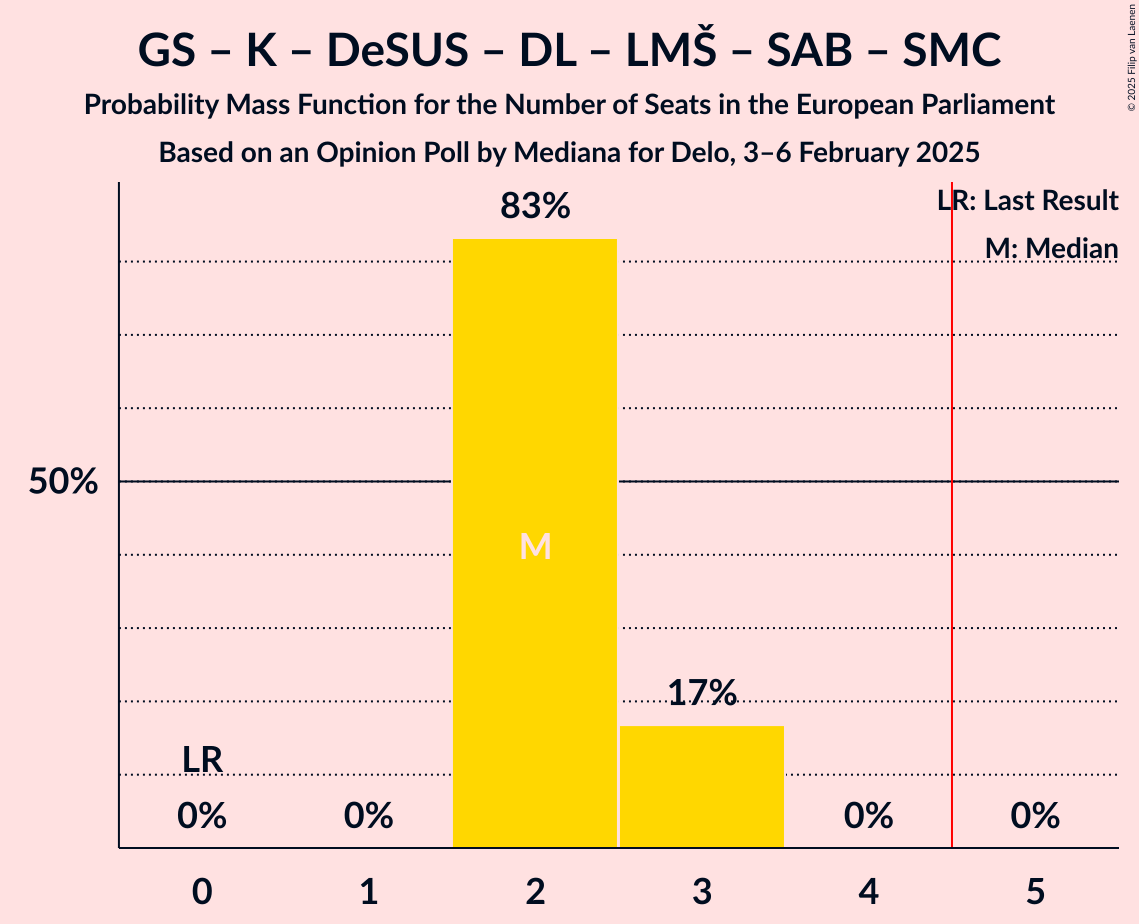 GS – K – DeSUS – DL – LMŠ – SAB – SMC
Probability Mass Function for the Number of Seats in the European Parliament
Based on an Opinion Poll by Mediana for Delo, 3–6 February 2025
© 2025 Filip van Laenen
LR: Last Result
M: Median
83%
50%
M
17%
LR
0%
0%
0%
0%
0
1
2
3
4
5